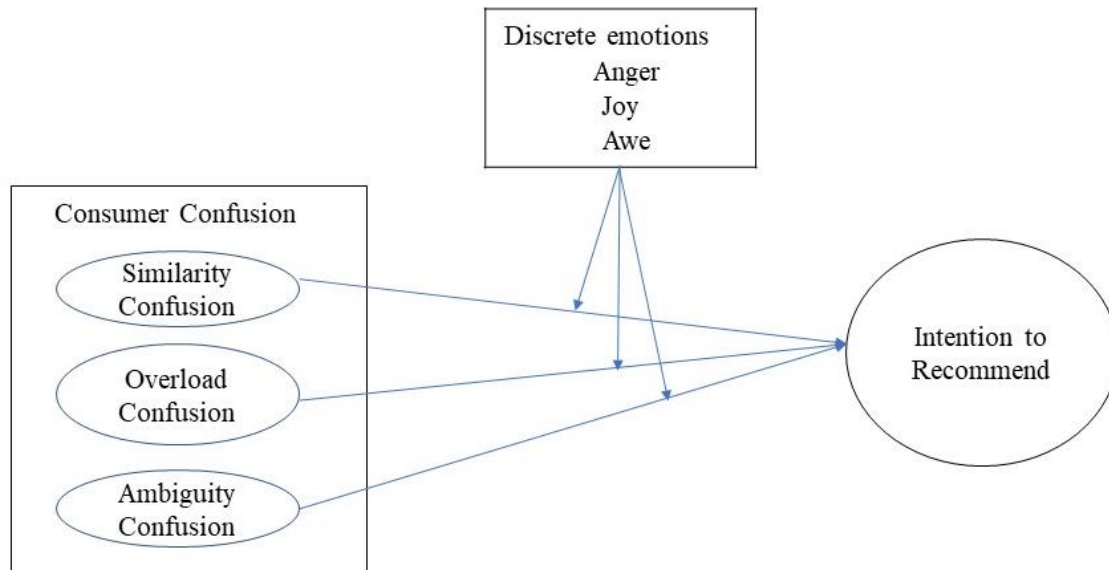 Discrete emotions
Anger
Joy
Awe
Consumer Confusion
Similarity
Confusion
Overload
Confusion
Ambiguity
Confusion
Intention to
Recommend